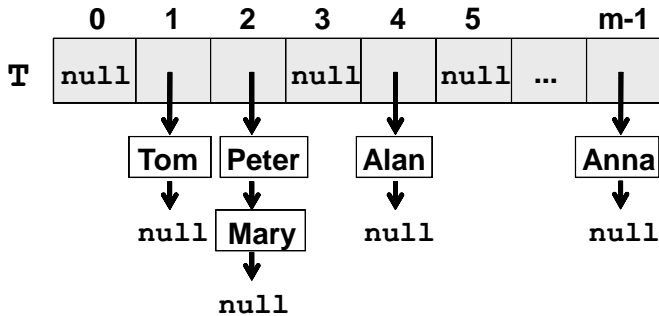 0 1 2 3 4 5 m-1
T null null null ...
Tom Peter Alan Anna
null Mary null null
null